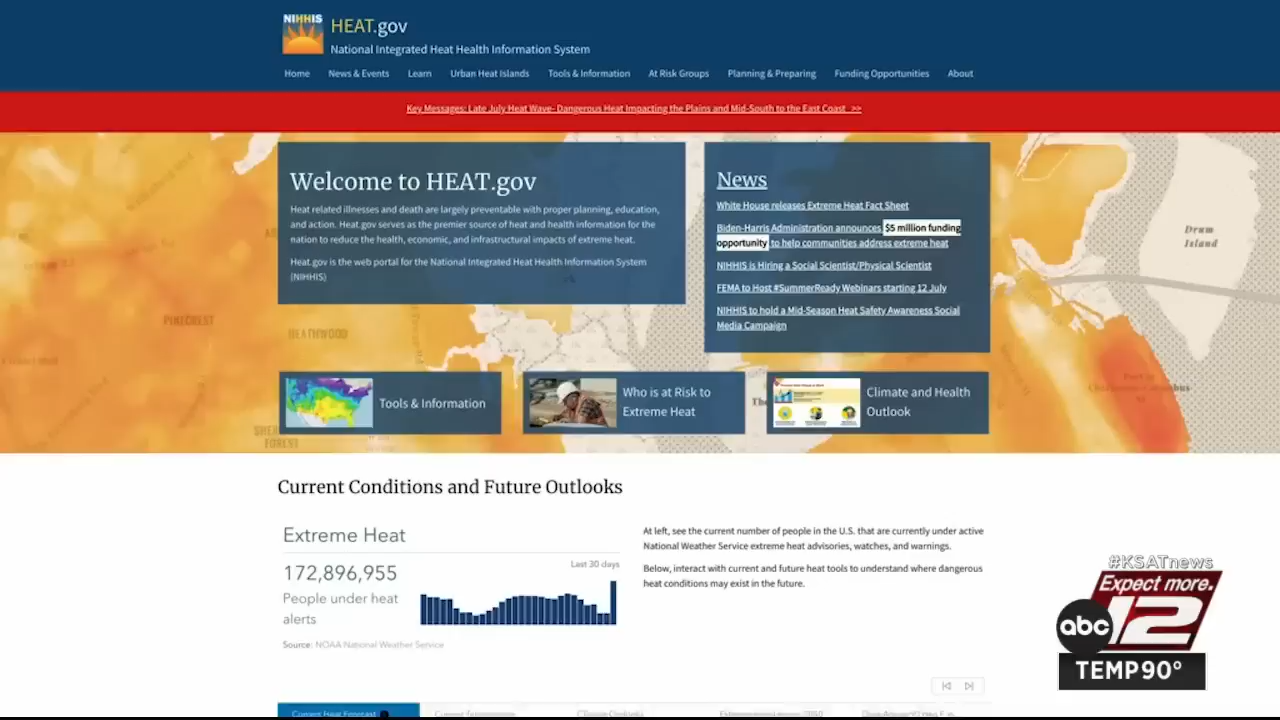 NIHHIS
HEAT.gov
National Integrated Heat Health Information System
Home News & Events Learn Urban Heat Islands Tools & Information At Risk Groups Planning & Preparing Funding Opportunities About
Key Messages: Late July Heat Wave- Dangerous Heat Impacting the Plains and Mid-South to the East Coast >>
Welcome to HEAT.gov
Heat related illnesses and death are largely preventable with proper planning, education,
and action. Heat.gov serves as the premier source of heat and health information for the
nation to reduce the health, economic, and infrastructural impacts of extreme heat.
Heat.gov is the web portal for the National Integrated Heat Health Information System
(NIHHIS)
News
White House releases Extreme Heat Fact Sheet
Biden-Harris Administration announces $5 million funding
opportunity to help communities address extreme heat
NIHHIS is Hiring a Social Scientist/Physical Scientist
FEMA to Host #SummerReady Webinars starting 12 July
NIHHIS to hold a Mid-Season Heat Safety Awareness Social
Media Campaign
Drum
Island
PINECREST
HEATHWOOD
FOREST
Tools & Information
Who is at Risk to
Extreme Heat
The
Climate and Health
Outlook
Current Conditions and Future Outlooks
Extreme Heat
Last 30 days
172,896,955
People under heat
alerts
Source: NOAA National Weather Service
At left, see the current number of people in the U.S. that are currently under active
National Weather Service extreme heat advisories, watches, and warnings.
Below, interact with current and future heat tools to understand where dangerous
heat conditions may exist in the future.
Current Heat Forecast
#KSATnews
Expect more.
abc 12
TEMP 90°